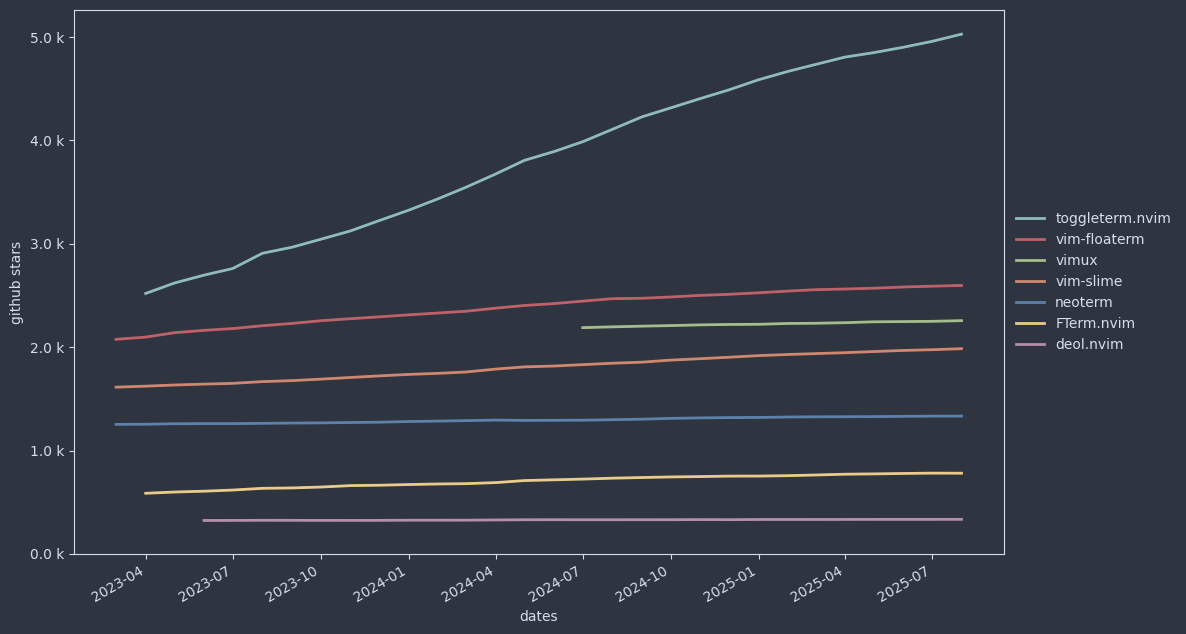 5.0 k
4.0 k
3.0 k
2.0 k
1.0 k
0.0 k
github stars
2023-04
2023-07
2023-10
2024-01
2024-04
2024-07
2024-10
2025-01
2025-04
2025-07
dates
toggleterm.nvim
vim-floaterm
vimux
vim-slime
neoterm
FTerm.nvim
deol.nvim